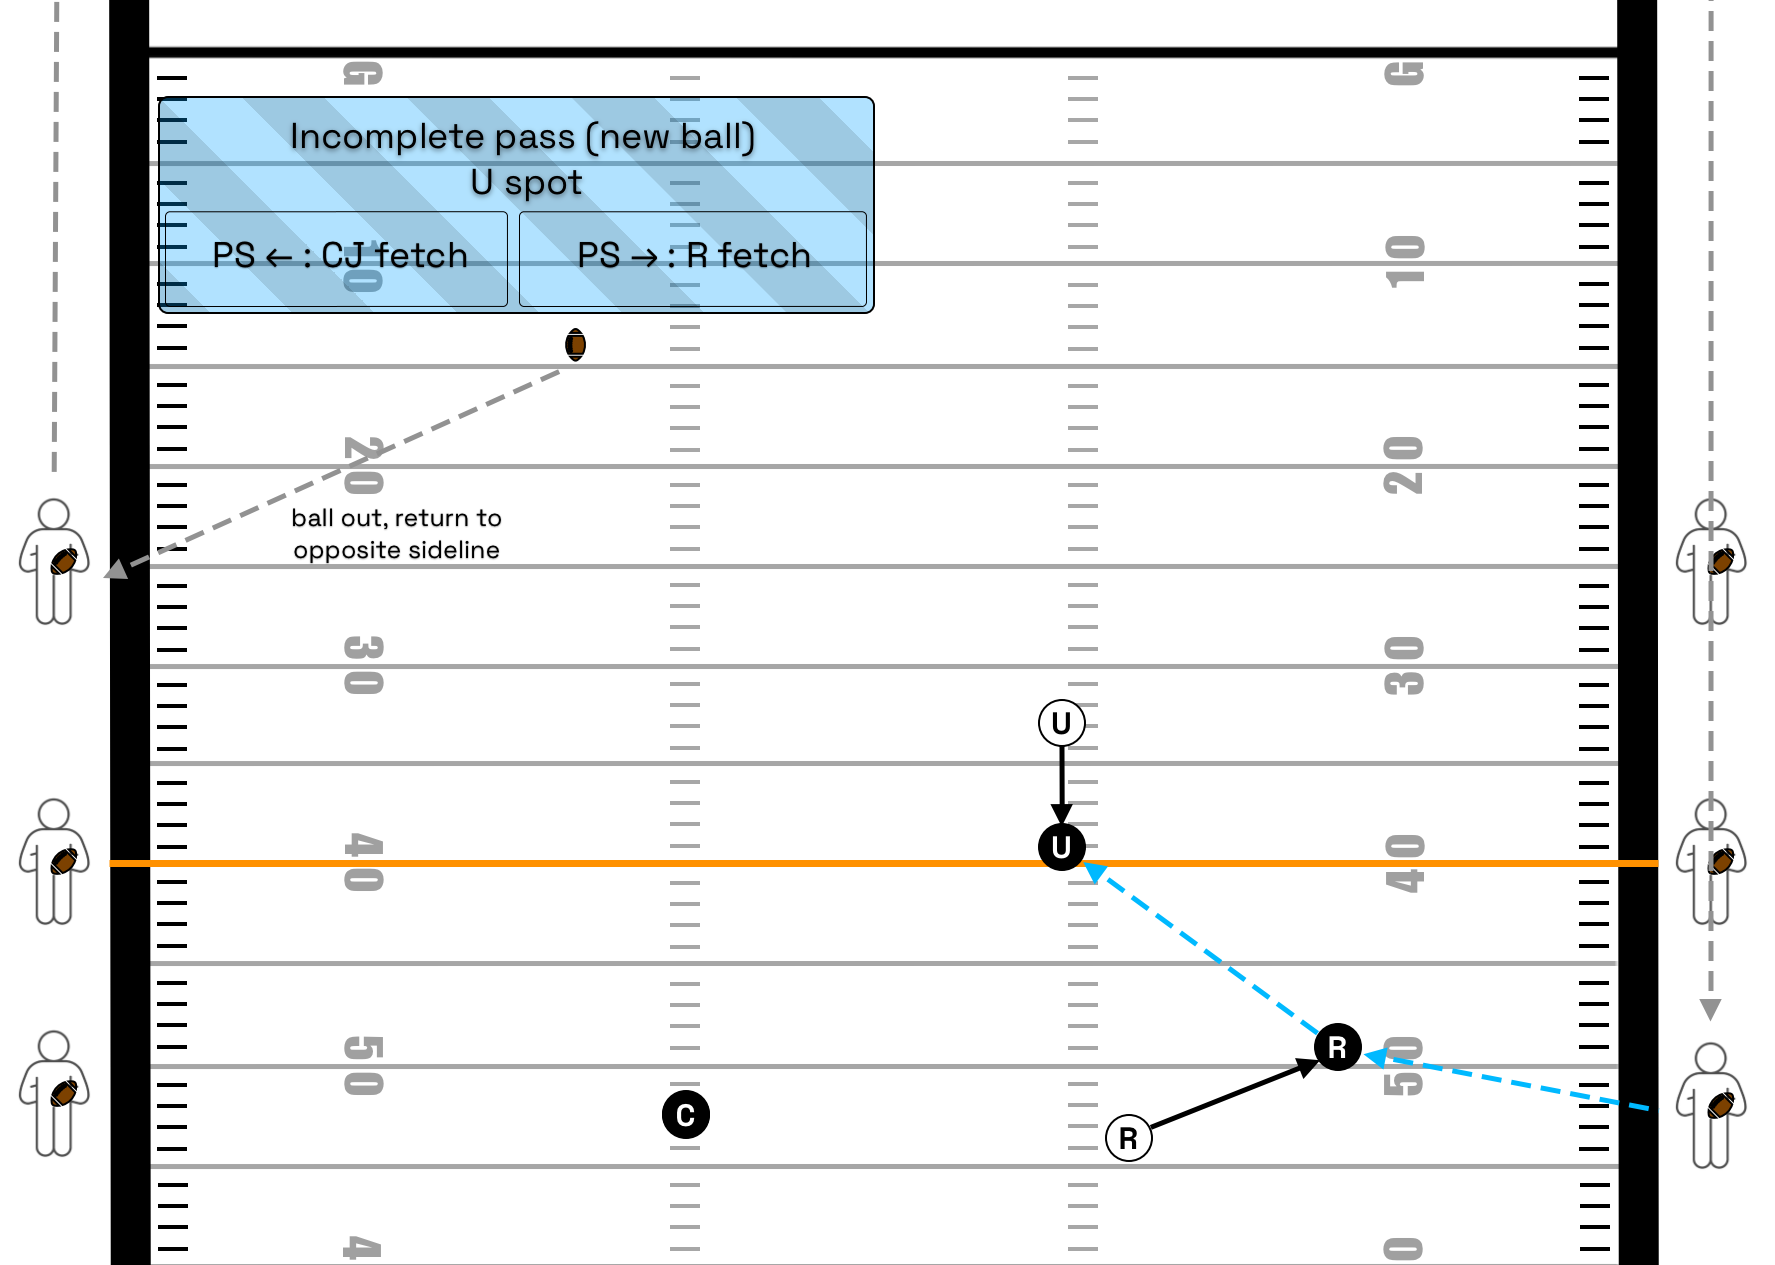 G G
Incomplete pass (new ball)
U spot
PS ← : CJ fetch
PS → : R fetch
10 10
20 20
ball out, return to
opposite sideline
30 30
U
U
40 40
R
50 50
C
R
4 0